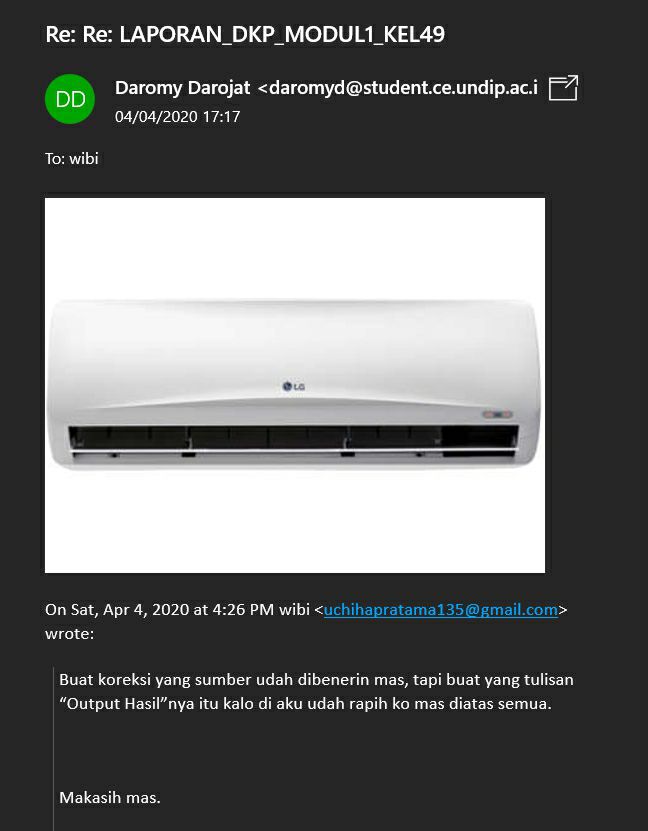 Re: Re: LAPORAN_DKP_MODUL1_KEL49
DD
Daromy Darojat <daromyd@student.ce.undip.ac.i
04/04/2020 17:17
To: wibi
LG
On Sat, Apr 4, 2020 at 4:26 PM wibi <uchihapratama135@gmail.com>
wrote:
Buat koreksi yang sumber udah dibenerin mas, tapi buat yang tulisan
“Output Hasil”nya itu kalo di aku udah rapih ko mas diatas semua.
Makasih mas.